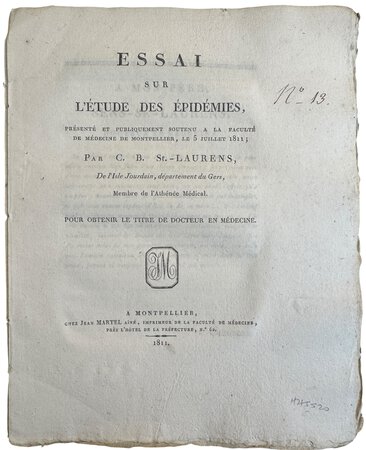 ESSAI
SUR
L'ÉTUDE DES ÉPIDÉMIES,
PRÉSENTÉ ET PUBLIQUEMENT SOUTENU A LA FACULTÉ
DE MÉDECINE DE MONTPELLIER, LE 5 JUILLET 1811;
PAR C. B. St.-LAURENS,
De l'Isle Jourdain, département du Gers,
Membre de l'Athénée Médical.
POUR OBTENIR LE TITRE DE DOCTEUR EN MÉDECINE.
N° 13.
JM
A MONTPELLIER,
CHEZ JEAN MARTEL AÎNÉ, IMPRIMEUR DE LA FACULTÉ DE MÉDECINE,
PRÈS L'HÔTEL DE LA PRÉFECTURE, N.° 62.
1811.